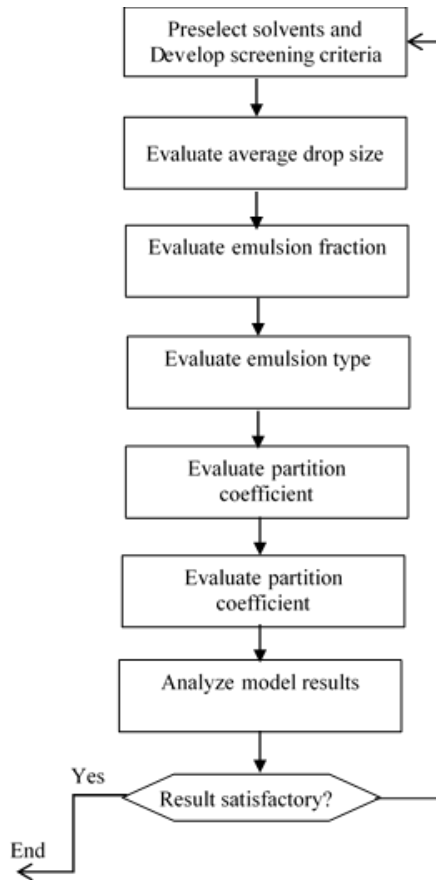 Preselect solvents and
Develop screening criteria
Evaluate average drop size
Evaluate emulsion fraction
Evaluate emulsion type
Evaluate partition
coefficient
Evaluate partition
coefficient
Analyze model results
Yes
Result satisfactory?
End